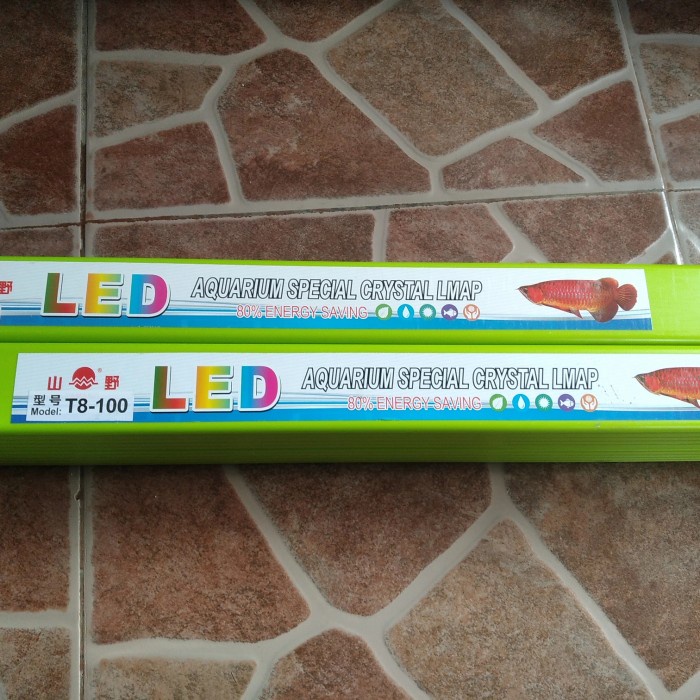 野
LED AQUARIUM SPECIAL CRYSTAL LMAP
80% ENERGY SAVING
山 ® 野
型号
Model: T8-100
LED AQUARIUM SPECIAL CRYSTAL LMAP
80% ENERGY SAVING